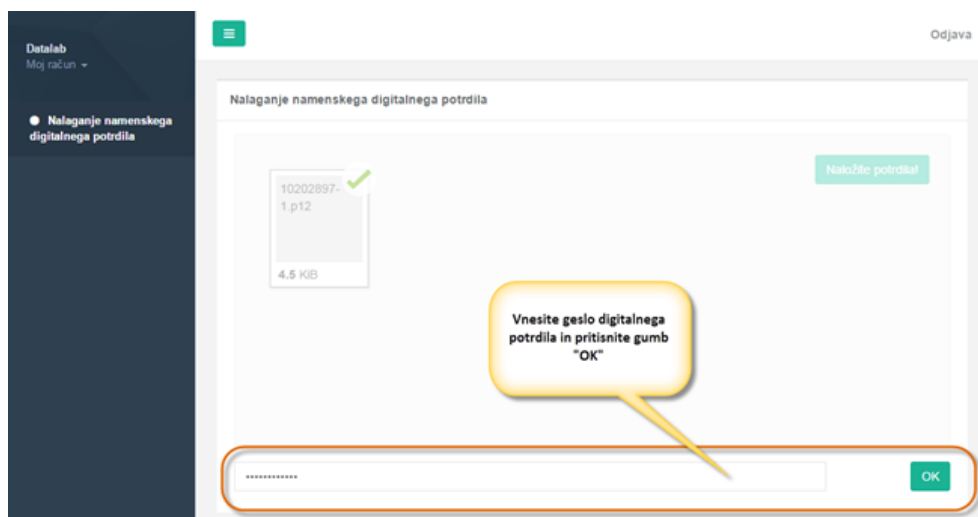 Datalab
Moj račun
Nalaganje namenskega
digitalnega potrdila
Odjava
Nalaganje namenskega digitalnega potrdila
10202897-
1.p12
4.5 KiB
Naložite potrdila!
Vnesite geslo digitalnega
potrdila in pritisnite gumb
"OK"
OK